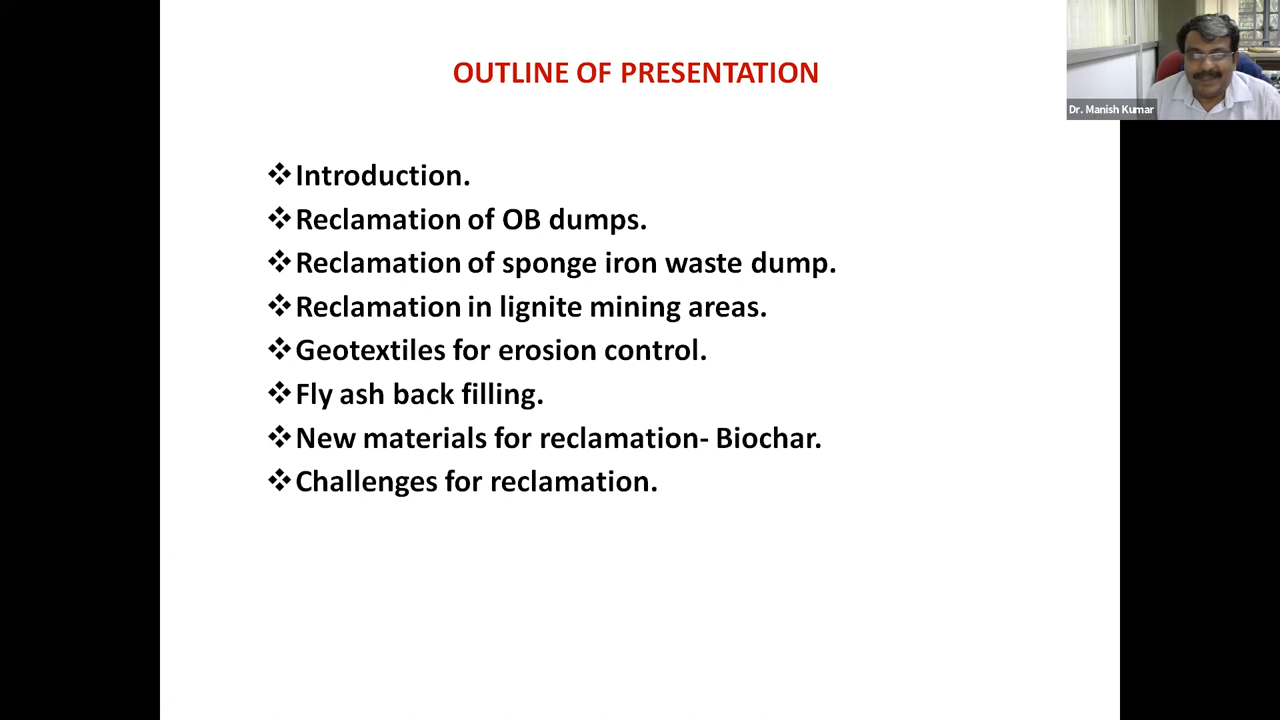 OUTLINE OF PRESENTATION
Dr. Manish Kumar
❖Introduction.
❖Reclamation of OB dumps.
❖Reclamation of sponge iron waste dump.
❖Reclamation in lignite mining areas.
❖Geotextiles for erosion control.
❖Fly ash back filling.
❖New materials for reclamation- Biochar.
❖Challenges for reclamation.